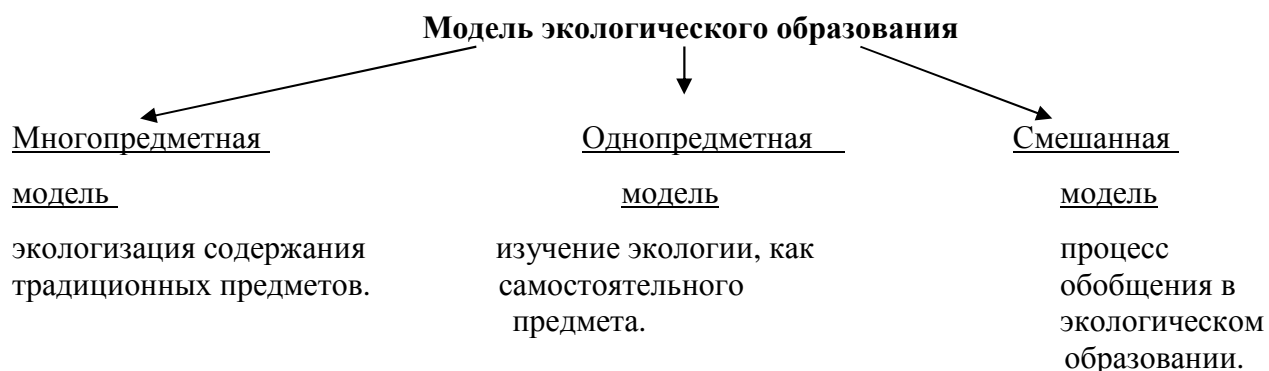 Модель экологического образования
Многопредметная
модель
экологизация содержания
традиционных предметов.
Однопредметная
модель
изучение экологии, как
самостоятельного
предмета.
Смешанная
модель
процесс
обобщения в
экологическом
образовании.